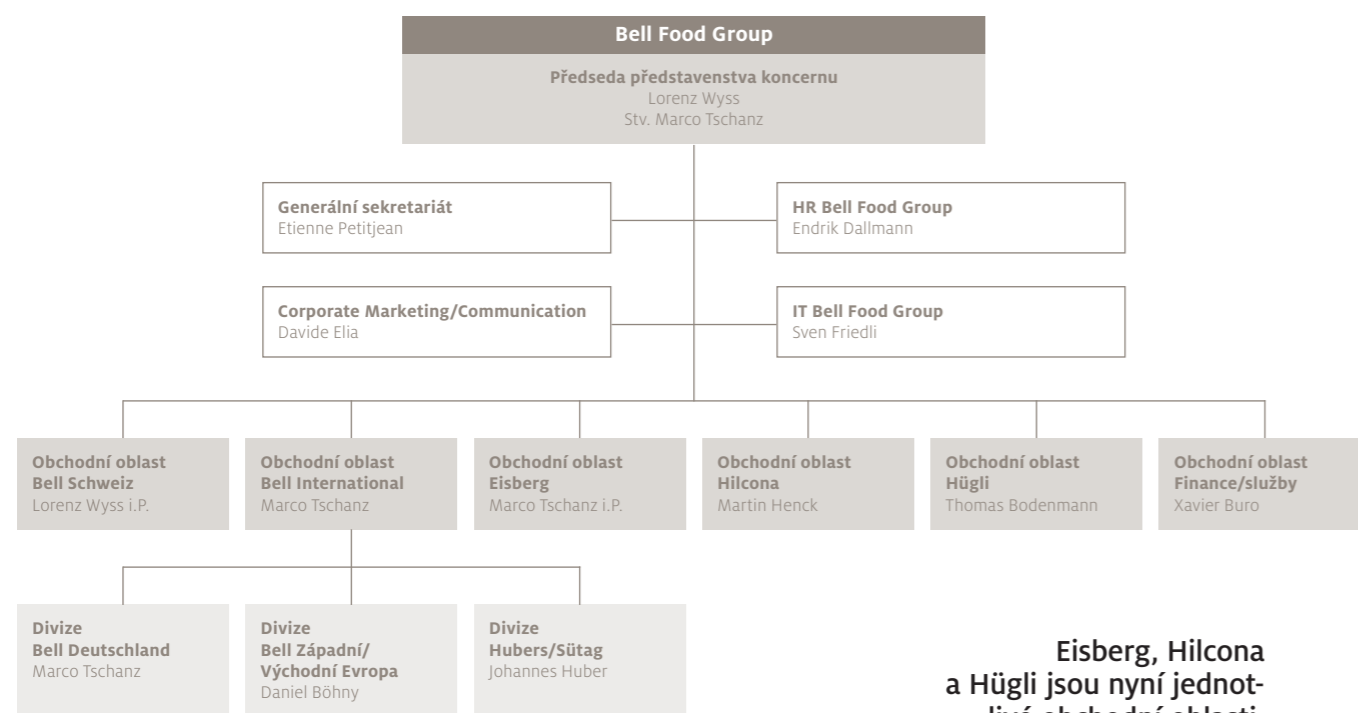 Bell Food Group
Předseda představenstva koncernu
Lorenz Wyss
Stv. Marco Tschanz
Generální sekretariát
Etienne Petitjean
HR Bell Food Group
Endrik Dallmann
Corporate Marketing/Communication
Davide Elia
IT Bell Food Group
Sven Friedli
Obchodní oblast
Bell Schweiz
Lorenz Wyss i.P.
Obchodní oblast
Bell International
Marco Tschanz
Obchodní oblast
Eisberg
Marco Tschanz i.P.
Obchodní oblast
Hilcona
Martin Henck
Obchodní oblast
Hügli
Thomas Bodenmann
Obchodní oblast
Finance/služby
Xavier Buro
Divize
Bell Deutschland
Marco Tschanz
Divize
Bell Západní/
Východní Evropa
Daniel Böhny
Divize
Hubers/Sütag
Johannes Huber
Eisberg, Hilcona
a Hügli jsou nyní jednot-
livé obchodní oblasti.